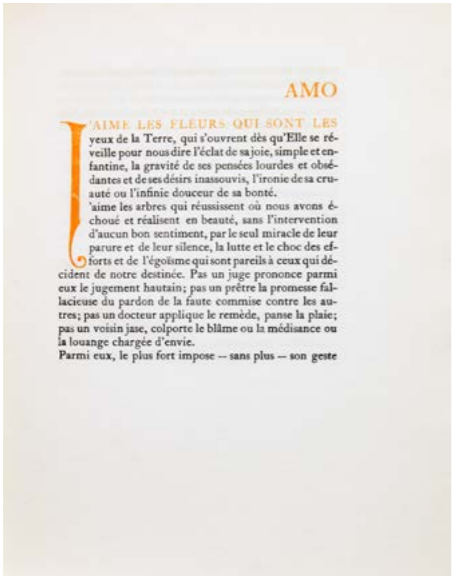 AMO
J'AIME LES FLEURS QUI SONT LES
yeux de la Terre, qui s'ouvrent dès qu'Elle se ré-
veille pour nous dire l'éclat de sa joie, simple et en-
fantine, la gravité de ses pensées lourdes et obsé-
dantes et de ses désirs inassouvis, l'ironie de sa cru-
auté ou l'infinie douceur de sa bonté.
'aime les arbres qui réussissent où nous avons é-
choué et réalisent en beauté, sans l'intervention
d'aucun bon sentiment, par le seul miracle de leur
parure et de leur silence, la lutte et le choc des ef-
forts et de l'égoïsme qui sont pareils à ceux qui dé-
cident de notre destinée. Pas un juge prononce parmi
eux le jugement hautain; pas un prêtre la promesse fal-
lacieuse du pardon de la faute commise contre les au-
tres; pas un docteur applique le remède, panse la plaie;
pas un voisin jase, colporte le blâme ou la médisance ou
la louange chargée d'envie.
Parmi eux, le plus fort impose — sans plus — son geste